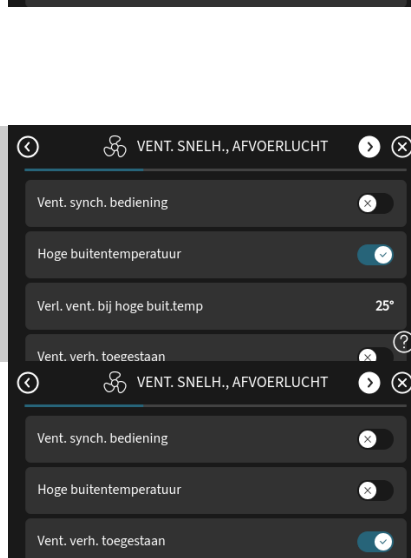 VENT. SNELH., AFVOERLUCHT
Vent. synch. bediening
Hoge buitentemperatuur
Verl. vent. bij hoge buit.temp 25°
Vent. verh. toegestaan
?
VENT. SNELH., AFVOERLUCHT
Vent. synch. bediening
Hoge buitentemperatuur
Vent. verh. toegestaan